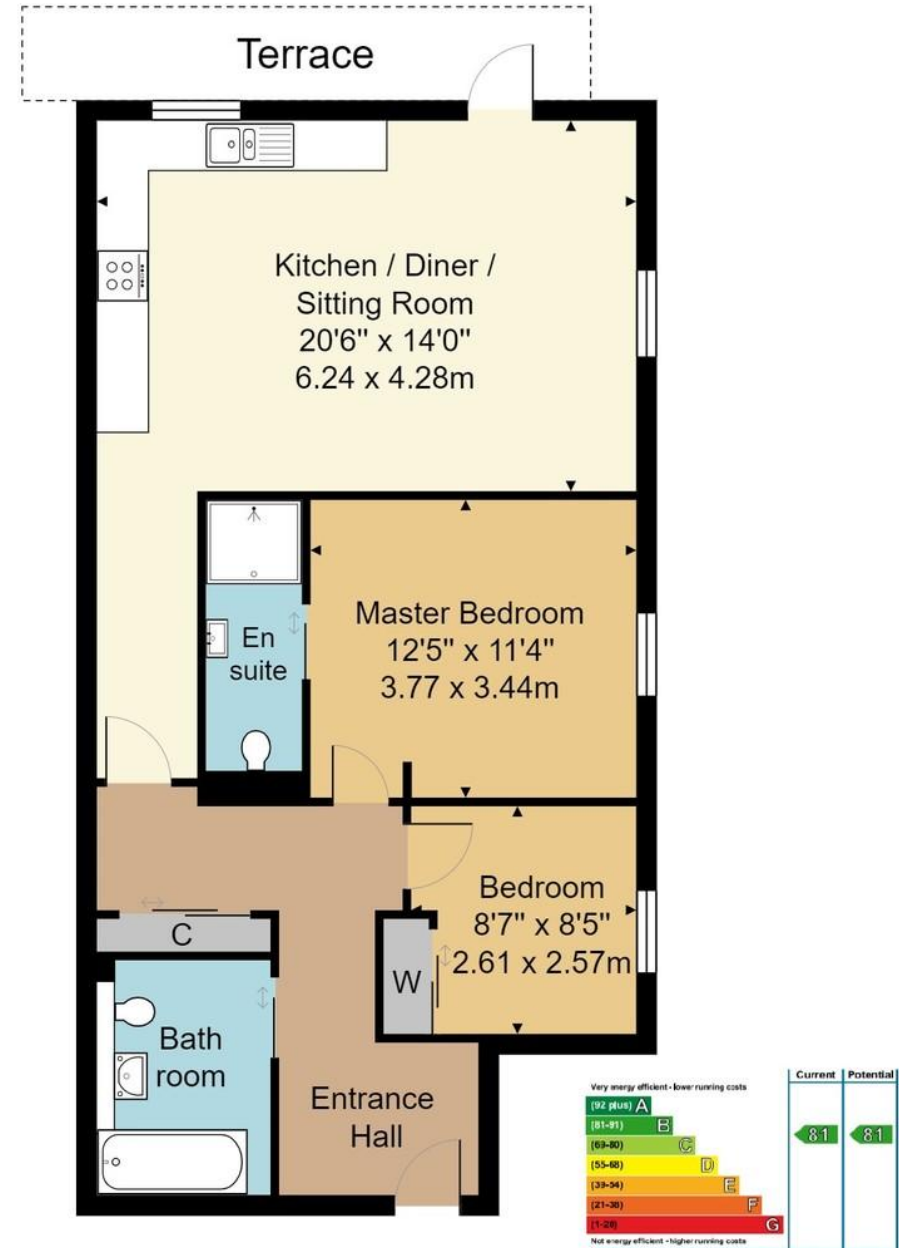 Terrace
Kitchen / Diner /
Sitting Room
20'6" x 14'0"
6.24 x 4.28m
En
suite
Master Bedroom
12'5" x 11'4"
3.77 x 3.44m
Bedroom
8'7" x 8'5"
2.61 x 2.57m
C
W
Bath
room
Entrance
Hall
Very energy efficient - lower running costs
Current Potential
(92 plus) A
(81-91) B
81 81
(69-80) C
(55-68) D
(39-54) E
(21-38) F
(1-20) G
Not energy efficient - higher running costs